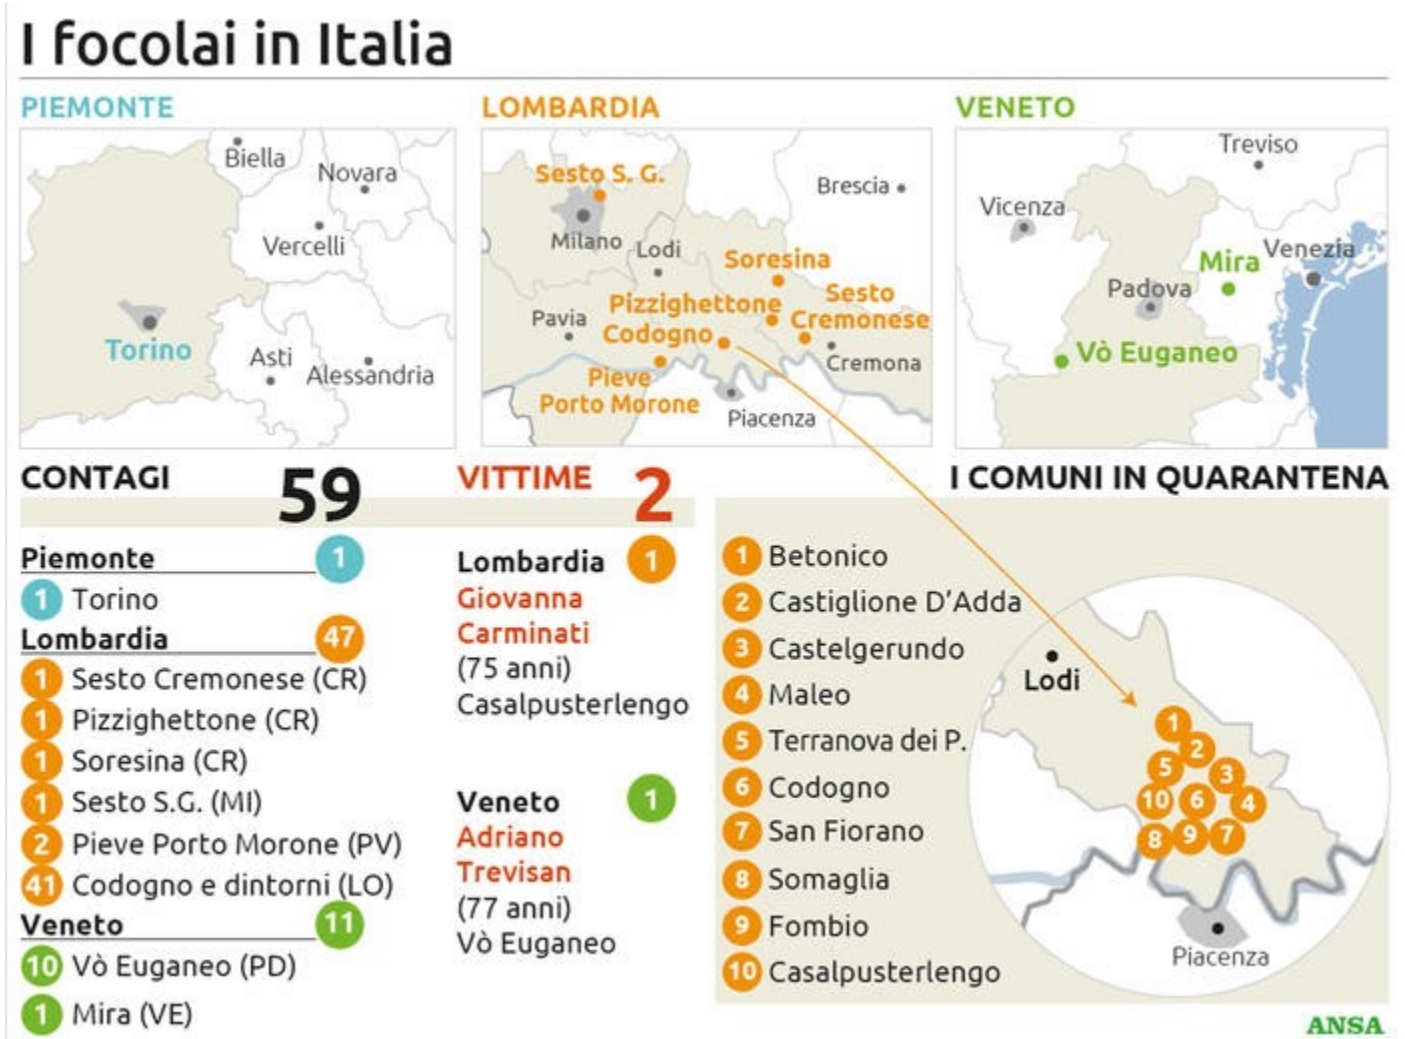 I focolai in Italia
PIEMONTE
Biella
Novara
Vercelli
Torino
Asti
Alessandria
LOMBARDIA
Sesto S. G.
Brescia
Milano
Lodi
Soresina
Pizzighettone
Sesto
Cremonese
Pavia
Codogno
Cremona
Pieve
Porto Morone
Piacenza
VENETO
Treviso
Vicenza
Venezia
Mira
Padova
Vò Euganeo
CONTAGI 59
Piemonte 1
1 Torino
Lombardia 47
1 Sesto Cremonese (CR)
1 Pizzighettone (CR)
1 Soresina (CR)
1 Sesto S.G. (MI)
2 Pieve Porto Morone (PV)
41 Codogno e dintorni (LO)
Veneto 11
10 Vò Euganeo (PD)
1 Mira (VE)
VITTIME 2
Lombardia 1
Giovanna
Carminati
(75 anni)
Casalpusterlengo
Veneto 1
Adriano
Trevisan
(77 anni)
Vò Euganeo
I COMUNI IN QUARANTENA
1 Betonico
2 Castiglione D'Adda
3 Castelgerundo
4 Maleo
5 Terranova dei P.
6 Codogno
7 San Fiorano
8 Somaglia
9 Fombio
10 Casalpusterlengo
Lodi
1
2
5 3
10 6 4
8 9 7
Piacenza
ANSA